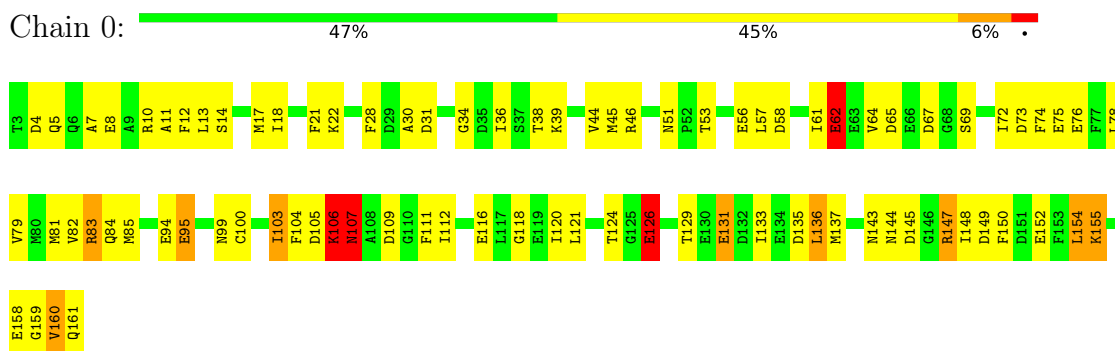 Chain 0:
47% 45% 6% •
T3 D4 Q5 Q6 A7 E8 A9 R10 A11 F12 L13 S14 M17 I18 F21 K22 F28 D29 A30 D31 G34 D35 I36 S37 T38 K39 V44 M45 R46 N51 P52 T53 E56 L57 D58 I61 E62 E63 V64 D65 E66 D67 G68 S69 I72 D73 F74 E75 E76 F77 L78
V79 M80 M81 V82 R83 Q84 M85 E94 E95 N99 C100 I103 F104 D105 K106 N107 A108 D109 G110 F111 I112 E116 L117 G118 E119 I120 L121 T124 G125 E126 T129 E130 E131 D132 I133 E134 D135 L136 M137 N143 N144 D145 G146 R147 I148 D149 F150 D151 E152 F153 L154 K155
E158 G159 V160 Q161